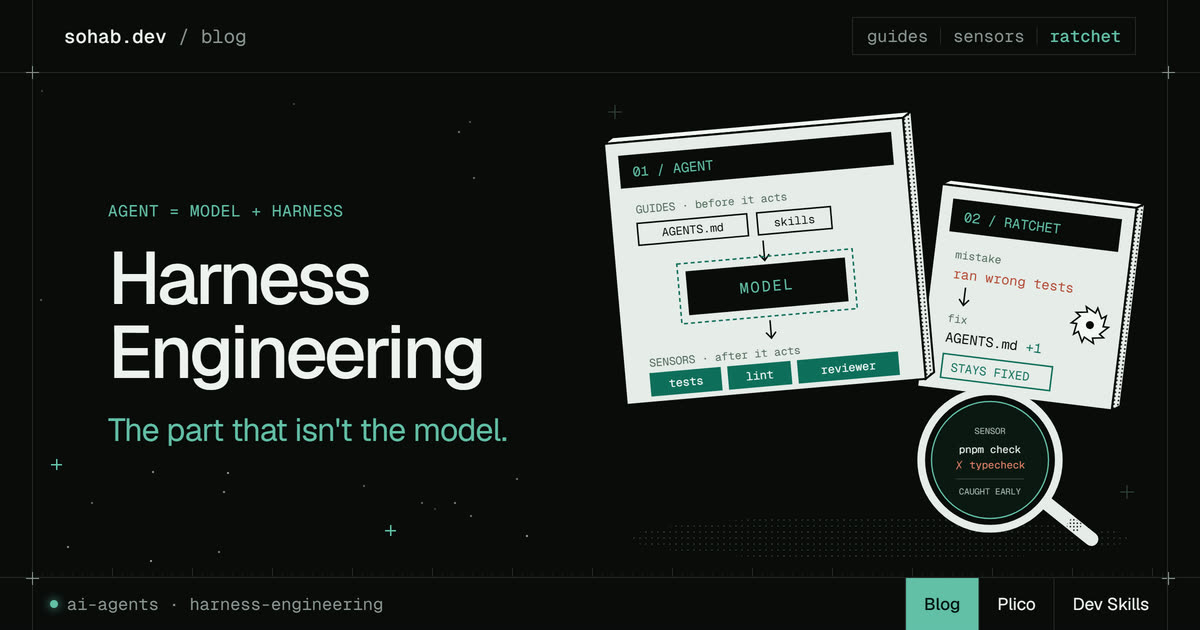 sohab.dev / blog
guides sensors ratchet
AGENT = MODEL + HARNESS
Harness
Engineering
The part that isn't the model.
01 / AGENT
GUIDES · before it acts
AGENTS.md skills
MODEL
SENSORS · after it acts
tests lint reviewer
02 / RATCHET
mistake
ran wrong tests
fix
AGENTS.md +1
STAYS FIXED
SENSOR
pnpm check
✗ typecheck
CAUGHT EARLY
ai-agents · harness-engineering
Blog Plico Dev Skills